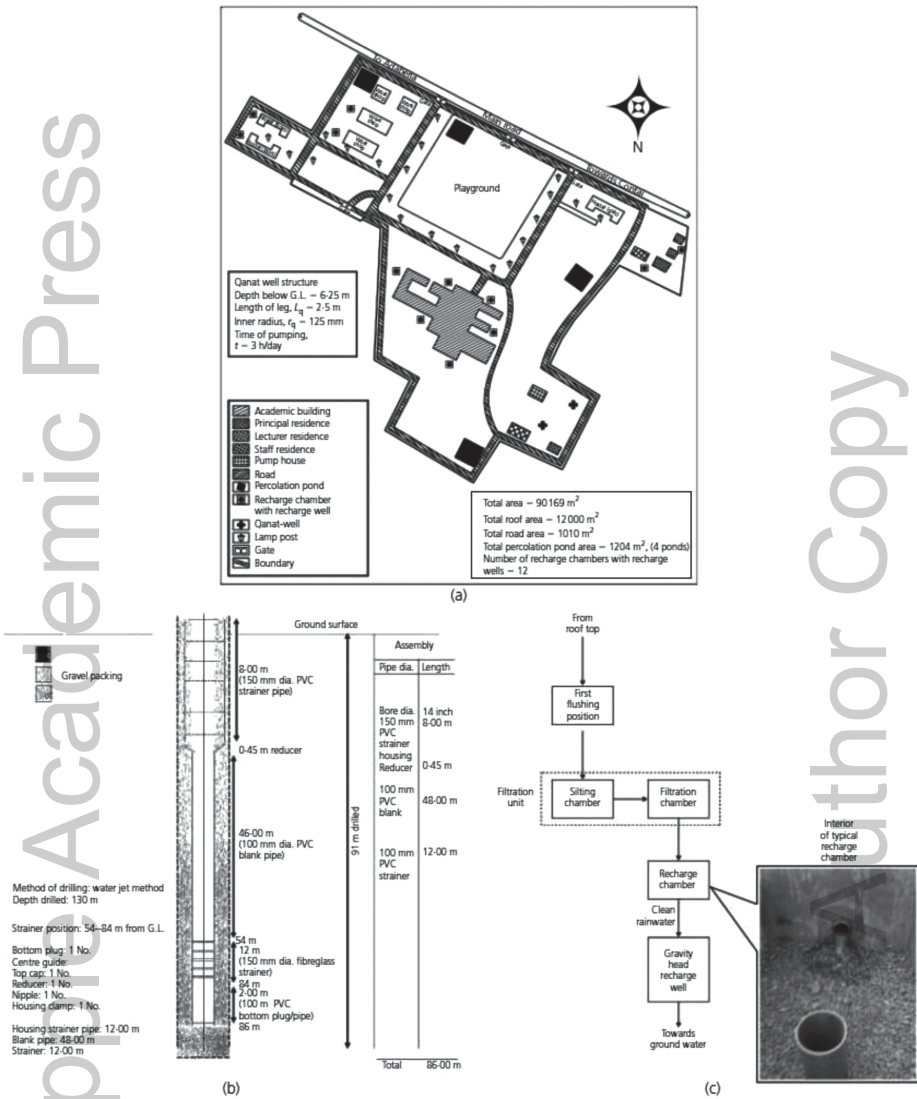 Apple Academic Press
Author Copy
To Adabella
Main road
Towards Contai
Gate
Gate
N
Playground
Qanat well structure
Depth below G.L. – 6·25 m
Length of leg, Lq – 2·5 m
Inner radius, rq – 125 mm
Time of pumping,
t – 3 h/day
Academic building
Principal residence
Lecturer residence
Staff residence
Pump house
Road
Percolation pond
Recharge chamber
with recharge well
Qanat-well
Lamp post
Gate
Boundary
Total area – 90169 m²
Total roof area – 12000 m²
Total road area – 1010 m²
Total percolation pond area – 1204 m², (4 ponds)
Number of recharge chambers with recharge
wells – 12
(a)
Ground surface
Gravel packing
8·00 m
(150 mm dia. PVC
strainer pipe)
0·45 m reducer
46·00 m
(100 mm dia. PVC
blank pipe)
91 m drilled
54 m
12 m
(150 mm dia. fibreglass
strainer)
84 m
2·00 m
(100 m PVC
bottom plug/pipe)
86 m
Method of drilling: water jet method
Depth drilled: 130 m
Strainer position: 54–84 m from G.L.
Bottom plug: 1 No.
Centre guide:
Top cap: 1 No.
Reducer: 1 No.
Nipple: 1 No.
Housing clamp: 1 No.
Housing strainer pipe: 12·00 m
Blank pipe: 48·00 m
Strainer: 12·00 m
Assembly
Pipe dia. Length
Bore dia. 14 inch
150 mm 8·00 m
PVC
strainer
housing
Reducer 0·45 m
100 mm
PVC 48·00 m
blank
100 mm 12·00 m
PVC
strainer
Total 86·00 m
(b)
From
roof top
First
flushing
position
Filtration
unit
Silting
chamber
Filtration
chamber
Recharge
chamber
Clean
rainwater
Gravity
head
recharge
well
Towards
ground water
Interior
of typical
recharge
chamber
(c)